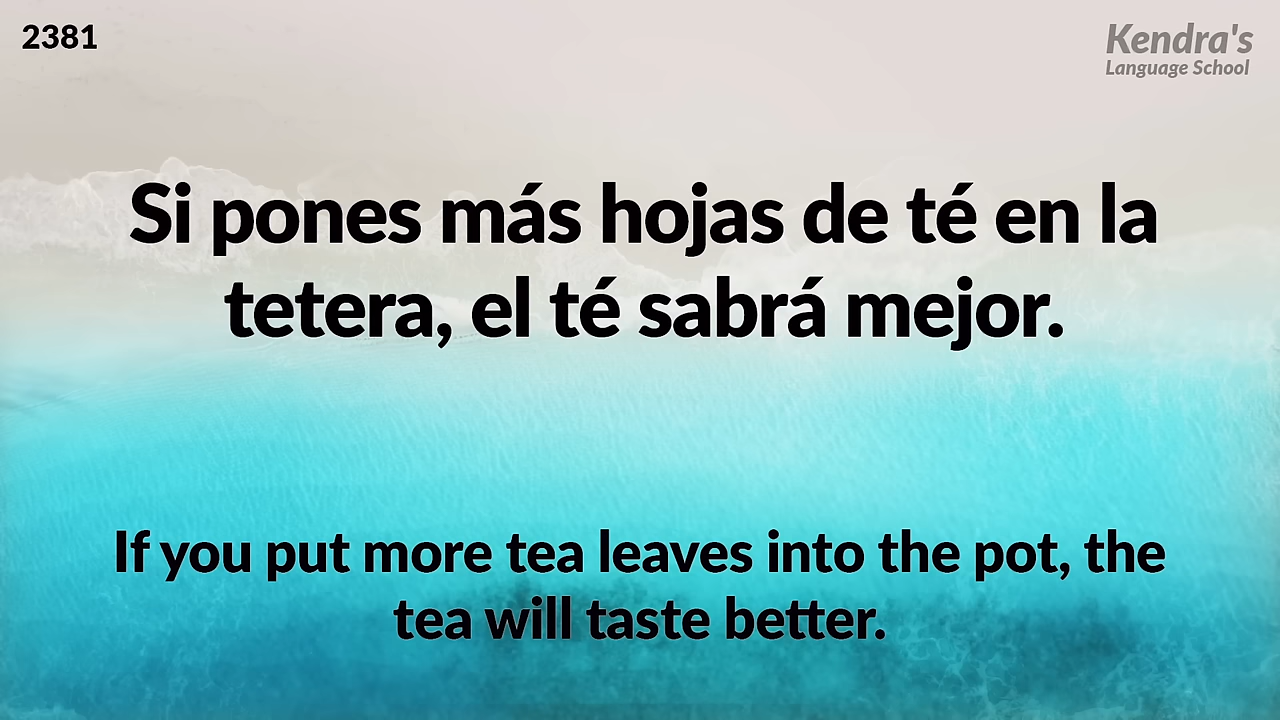 2381
Kendra's
Language School
Si pones más hojas de té en la
tetera, el té sabrá mejor.
If you put more tea leaves into the pot, the
tea will taste better.